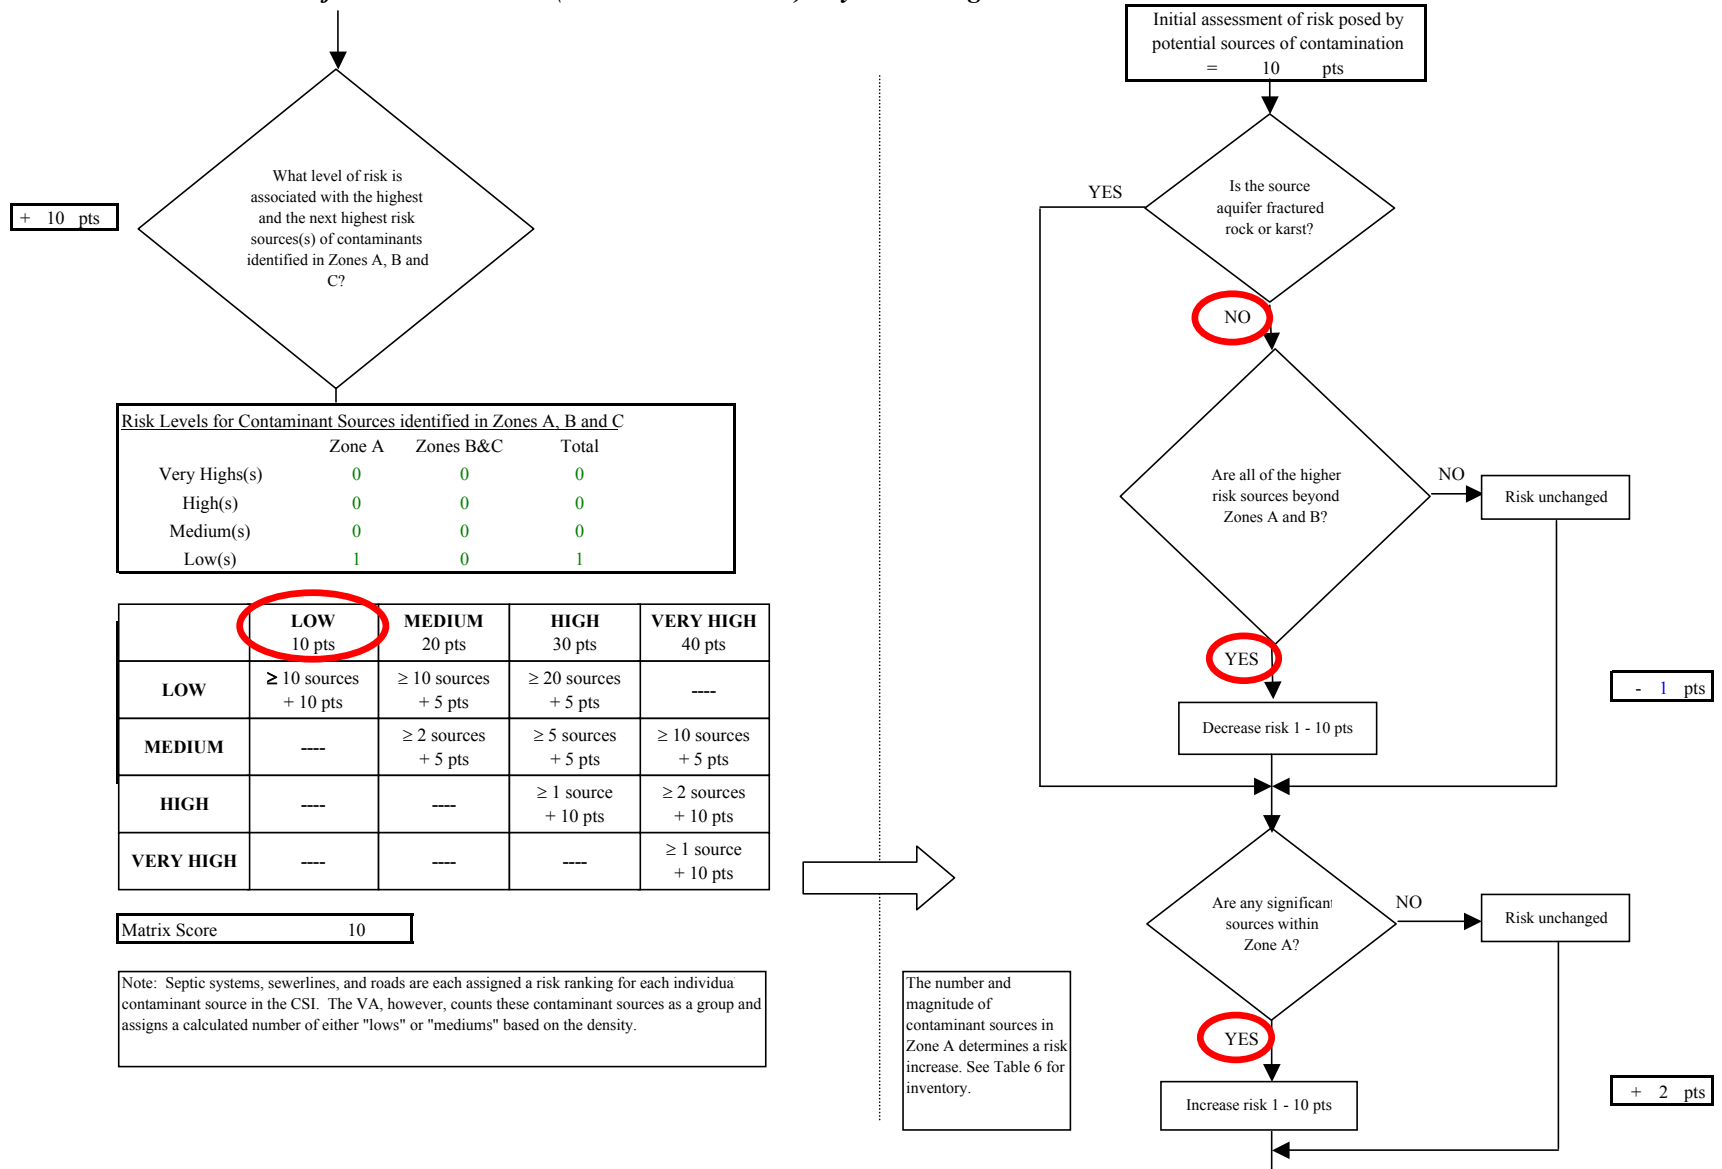 + 10 pts
What level of risk is
associated with the highest
and the next highest risk
sources(s) of contaminants
identified in Zones A, B and
C?
Risk Levels for Contaminant Sources identified in Zones A, B and C
Zone A Zones B&C Total
Very Highs(s) 0 0 0
High(s) 0 0 0
Medium(s) 0 0 0
Low(s) 1 0 1
LOW MEDIUM HIGH VERY HIGH
10 pts 20 pts 30 pts 40 pts
LOW ≥ 10 sources ≥ 10 sources ≥ 20 sources ----
+ 10 pts + 5 pts + 5 pts
MEDIUM ---- ≥ 2 sources ≥ 5 sources ≥ 10 sources
+ 5 pts + 5 pts + 5 pts
HIGH ---- ---- ≥ 1 source ≥ 2 sources
+ 10 pts + 10 pts
VERY HIGH ---- ---- ---- ≥ 1 source
+ 10 pts
Matrix Score 10
Note: Septic systems, sewerlines, and roads are each assigned a risk ranking for each individua
contaminant source in the CSI. The VA, however, counts these contaminant sources as a group and
assigns a calculated number of either "lows" or "mediums" based on the density.
Initial assessment of risk posed by
potential sources of contamination
= 10 pts
YES
Is the source
aquifer fractured
rock or karst?
NO
Are all of the higher
risk sources beyond
Zones A and B?
NO
Risk unchanged
YES
- 1 pts
Decrease risk 1 - 10 pts
Are any significant
sources within
Zone A?
NO
Risk unchanged
The number and
magnitude of
contaminant sources in
Zone A determines a risk
increase. See Table 6 for
inventory.
YES
+ 2 pts
Increase risk 1 - 10 pts